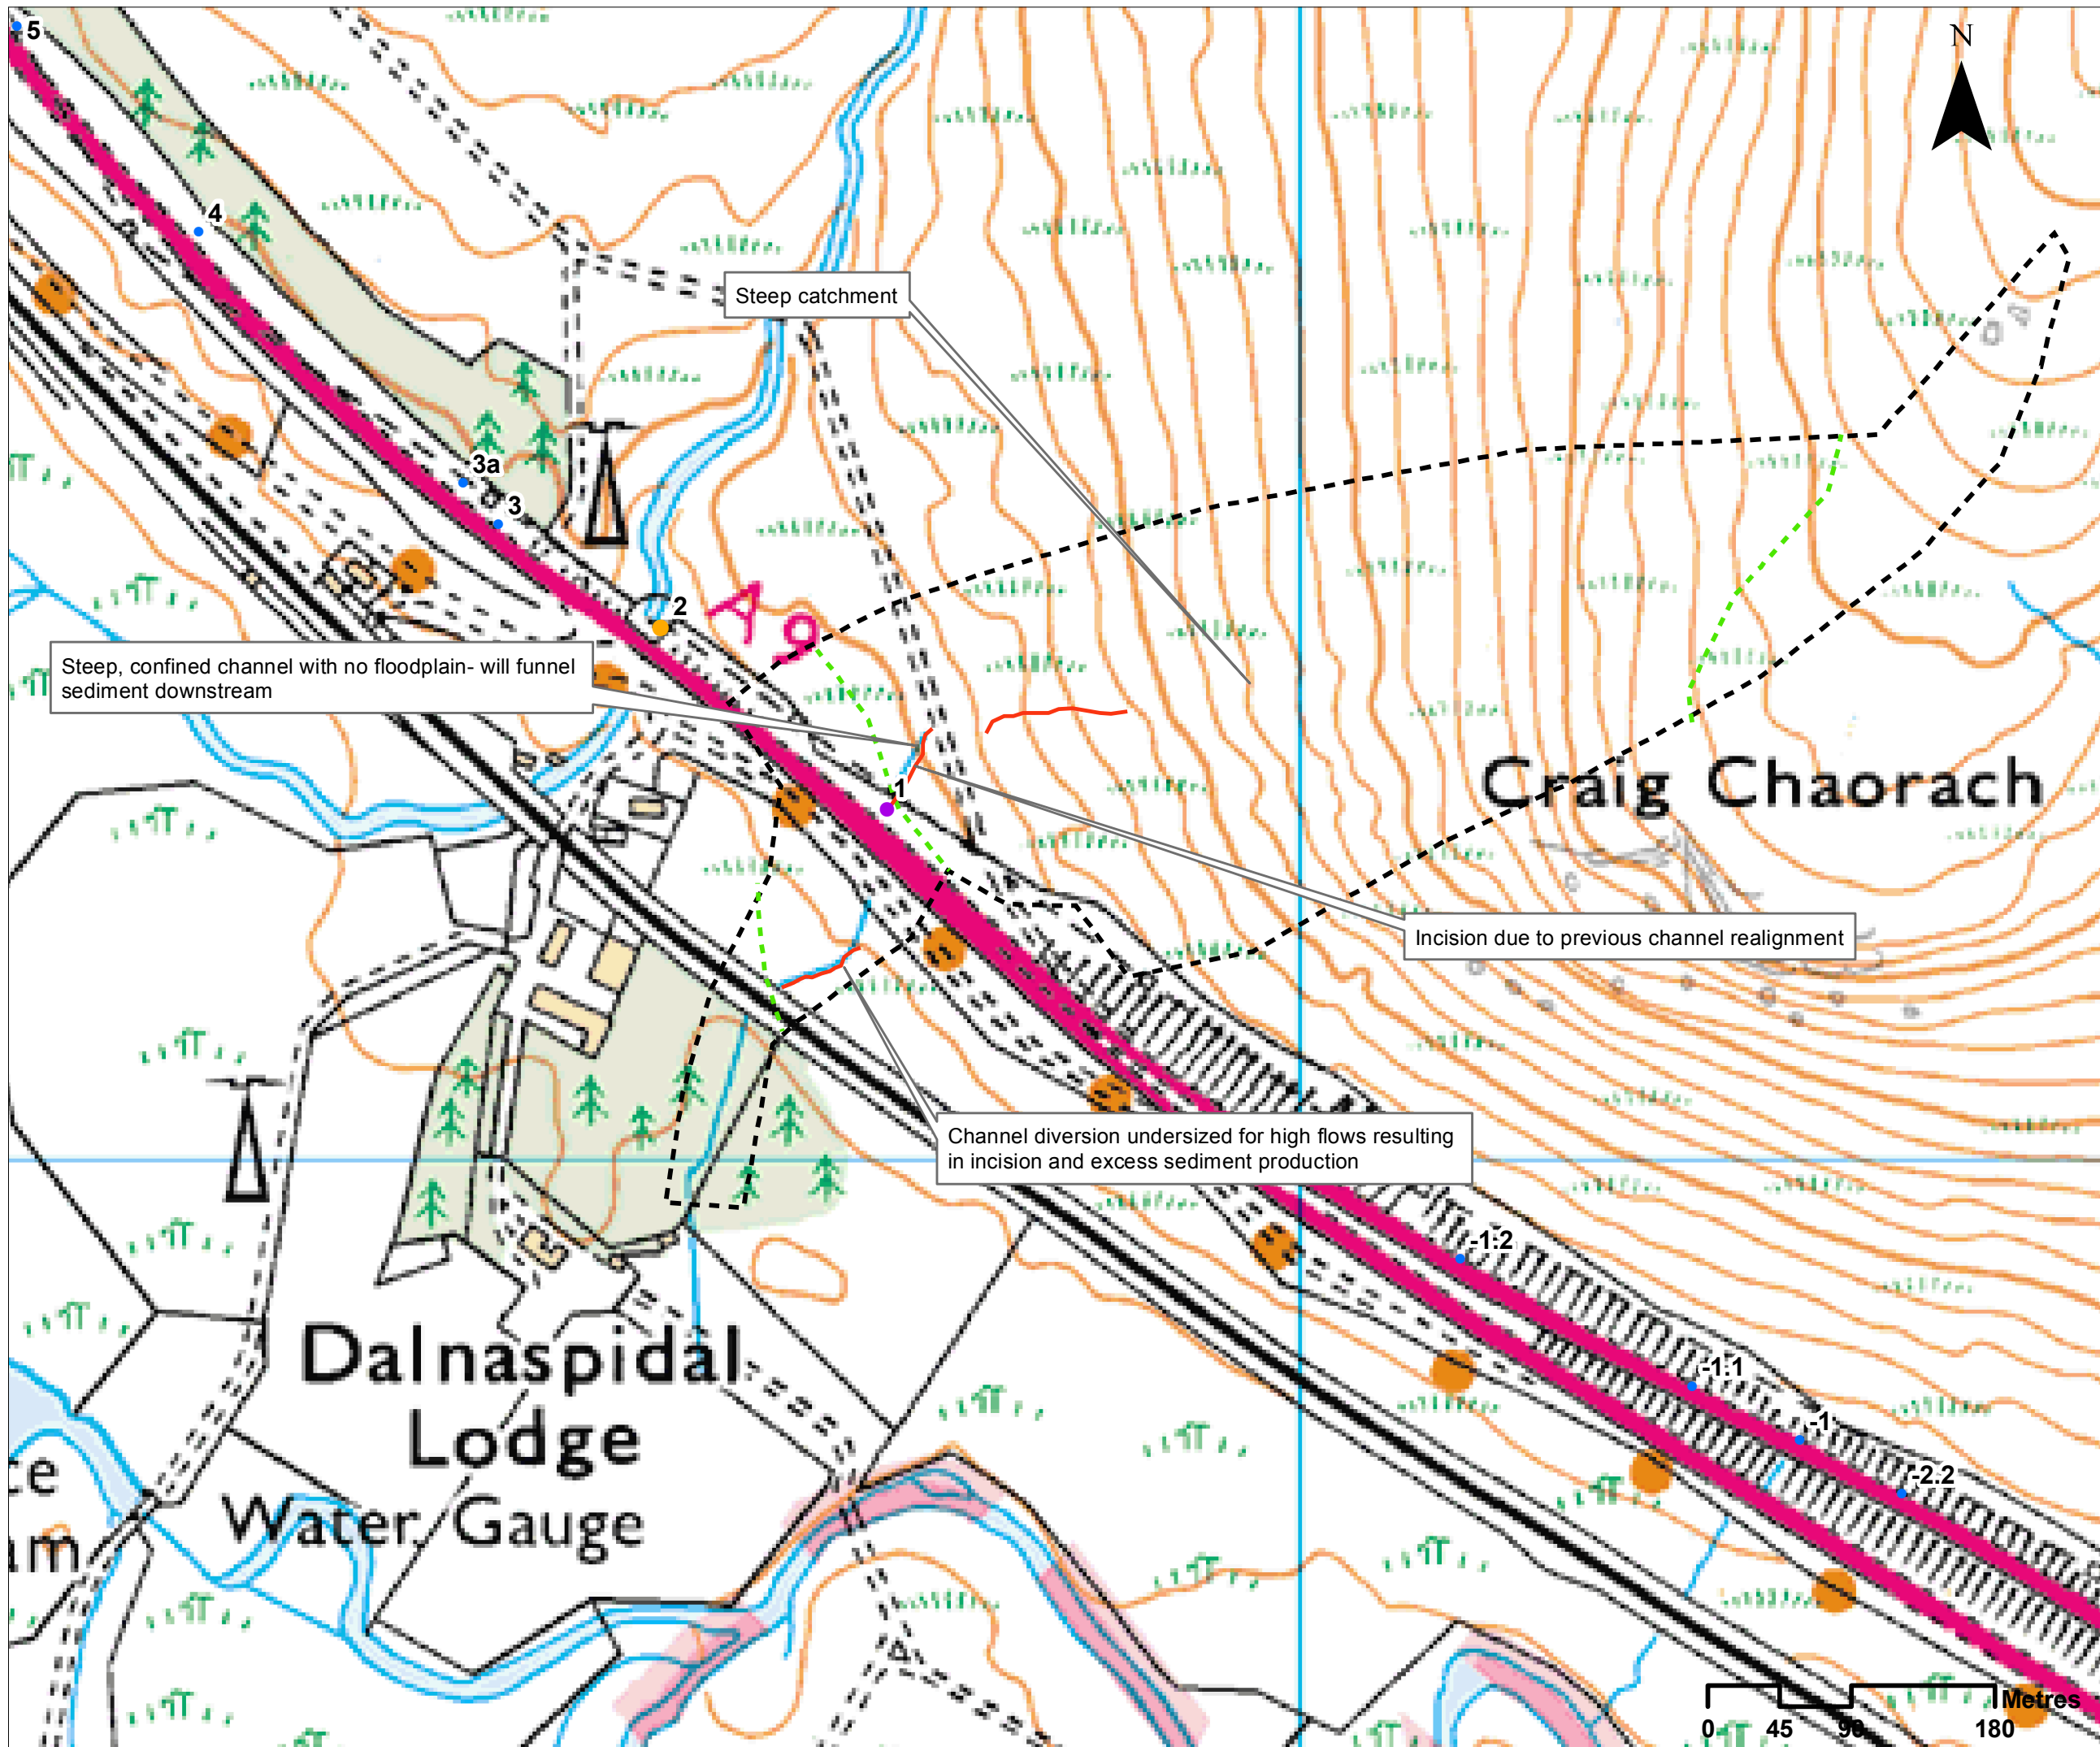 5
N
4
Steep catchment
3a
3
2
A9
Steep, confined channel with no floodplain- will funnel
sediment downstream
1
Craig Chaorach
Incision due to previous channel realignment
Channel diversion undersized for high flows resulting
in incision and excess sediment production
-1.2
Dalnaspidal
Lodge
-1.1
-1
-2.2
Water Gauge
Metres
0 45 90 180